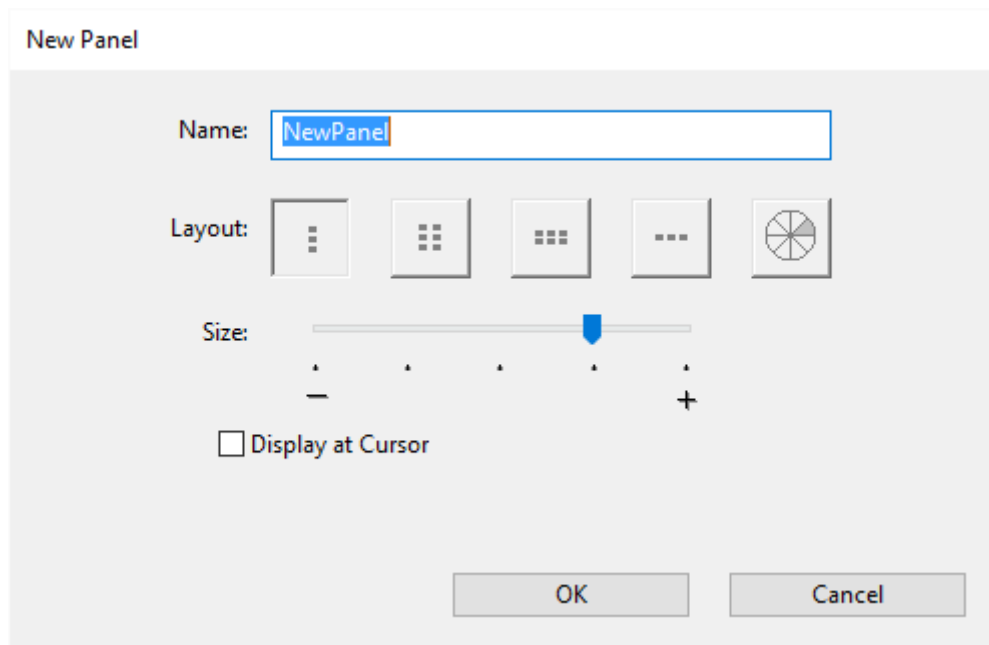 New Panel
Name: NewPanel
Layout:
Size:
− +
Display at Cursor
OK Cancel